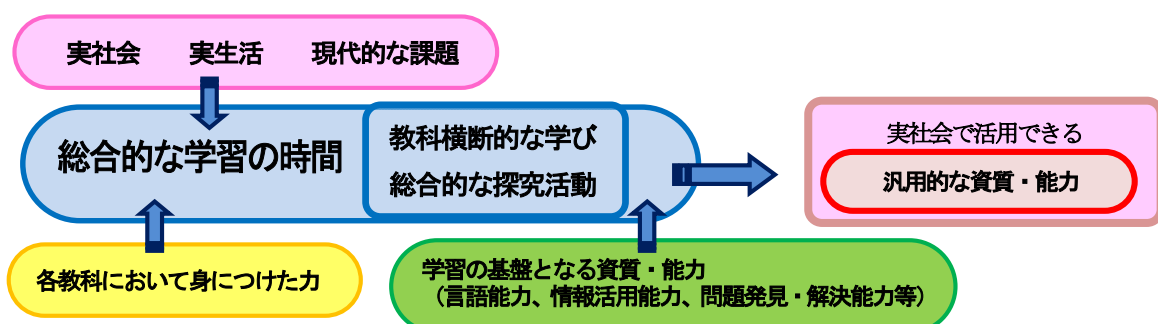 実社会　　実生活　　現代的な課題
総合的な学習の時間
教科横断的な学び
総合的な探究活動
実社会で活用できる
汎用的な資質・能力
各教科において身につけた力
学習の基盤となる資質・能力
（言語能力、情報活用能力、問題発見・解決能力等）